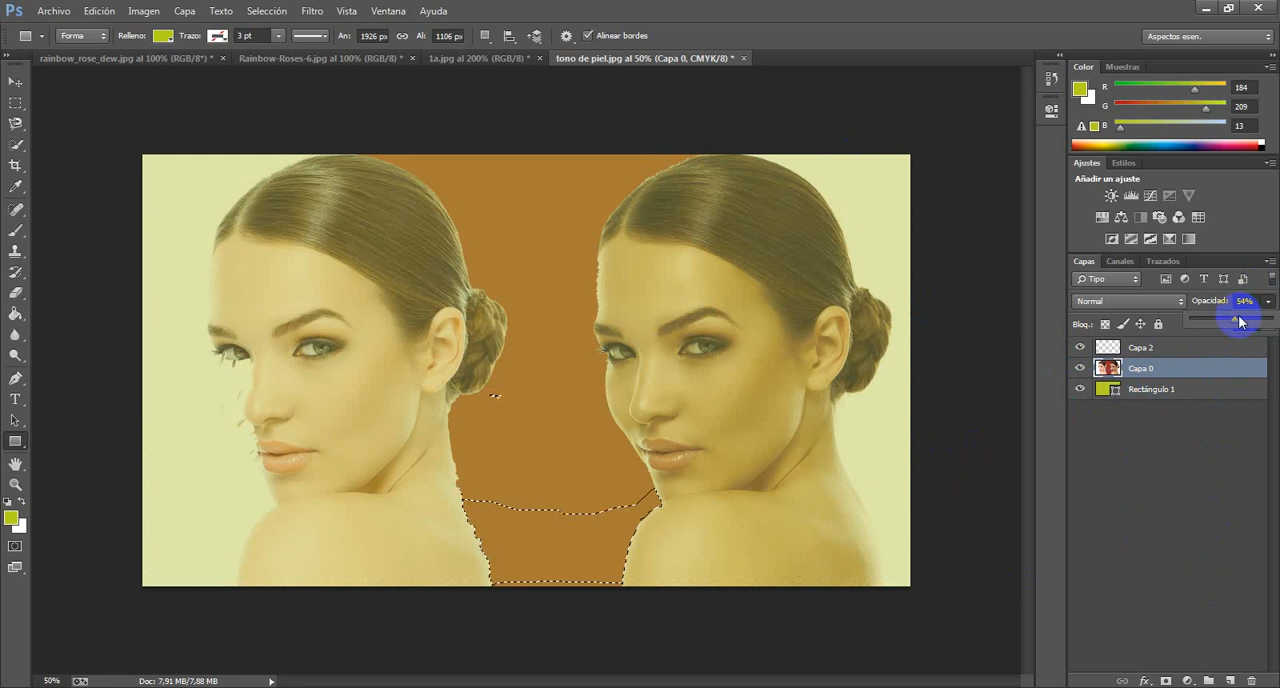 Ps Archivo Edición Imagen Capa Texto Selección Filtro Vista Ventana Ayuda
Forma Relleno: Trazo: 3 pt An: 1926 px Al: 1106 px Alinear bordes Aspectos esen.
rainbow_rose_dew.jpg al 100% (RGB/8*) * × Rainbow-Roses-6.jpg al 100% (RGB/8) * × 1a.jpg al 200% (RGB/8) * × tono de piel.jpg al 50% (Capa 0, CMYK/8) * ×
Color Muestras
R 184
G 209
B 13
Ajustes Estilos
Añadir un ajuste
Capas Canales Trazados
Tipo
Normal Opacidad: 54%
Bloq.:
Capa 2
Capa 0
Rectángulo 1
50% Doc: 7,91 MB/7,88 MB